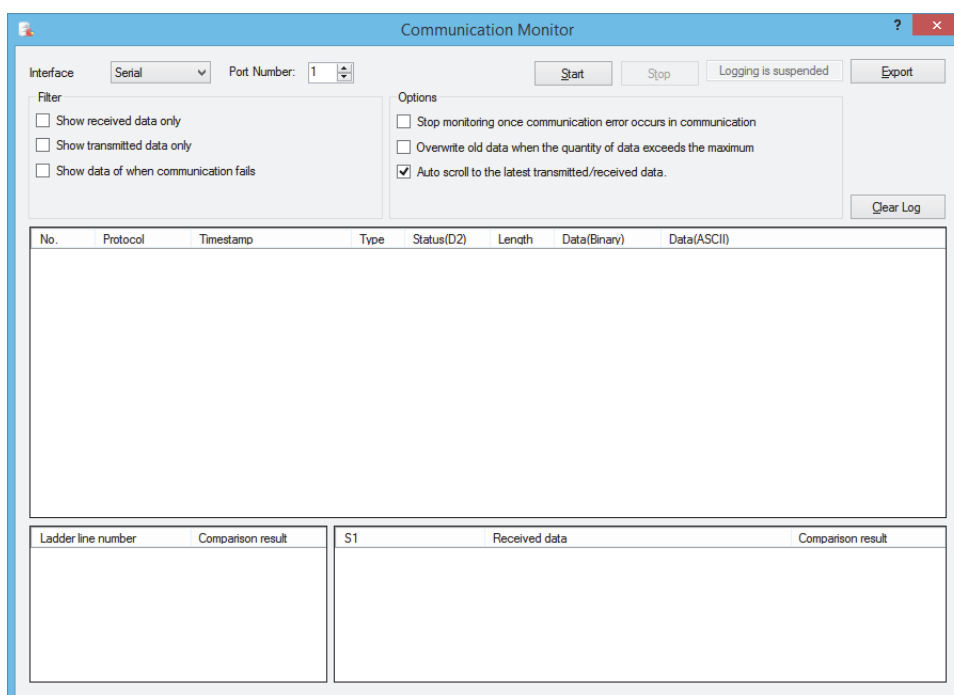 Communication Monitor ? ×
Interface Serial Port Number: 1 Start Stop Logging is suspended Export
Filter
Show received data only
Show transmitted data only
Show data of when communication fails
Options
Stop monitoring once communication error occurs in communication
Overwrite old data when the quantity of data exceeds the maximum
Auto scroll to the latest transmitted/received data.
Clear Log
No. Protocol Timestamp Type Status(D2) Length Data(Binary) Data(ASCII)
Ladder line number Comparison result
S1 Received data Comparison result